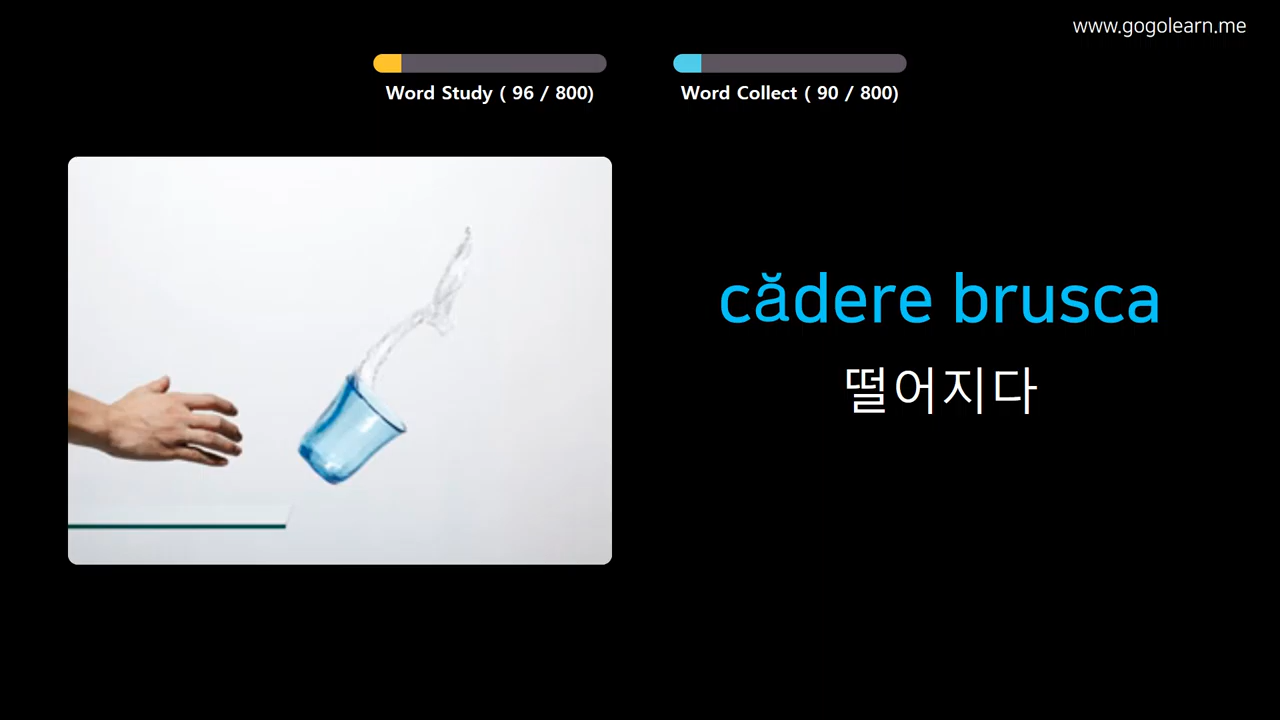 www.gogolearn.me
Word Study ( 96 / 800)
Word Collect ( 90 / 800)
cădere brusca
떨어지다